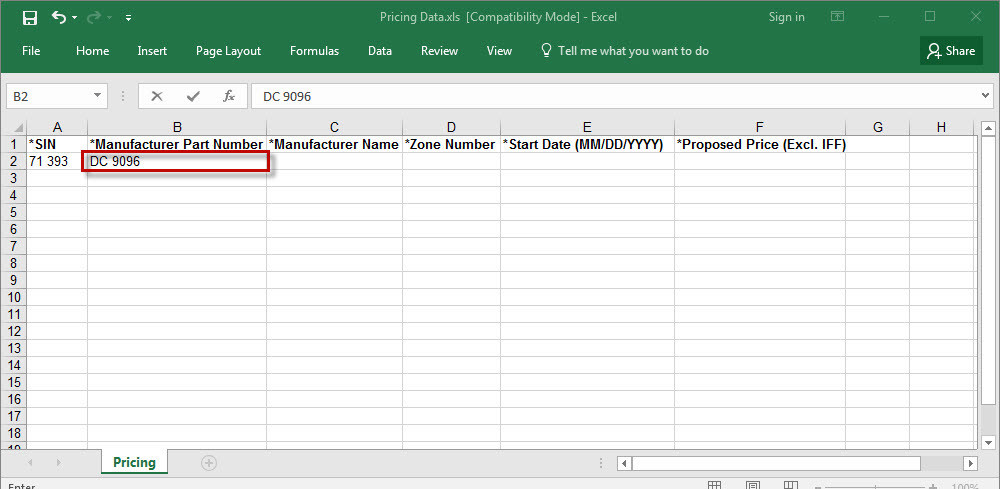 Pricing Data.xls [Compatibility Mode] - Excel
Sign in
File Home Insert Page Layout Formulas Data Review View Tell me what you want to do Share
B2 fx DC 9096
A B C D E F G H
1 *SIN *Manufacturer Part Number *Manufacturer Name *Zone Number *Start Date (MM/DD/YYYY) *Proposed Price (Excl. IFF)
2 71 393 DC 9096
3
4
5
6
7
8
9
10
11
12
13
14
15
16
17
18
19
Pricing
Enter 100%